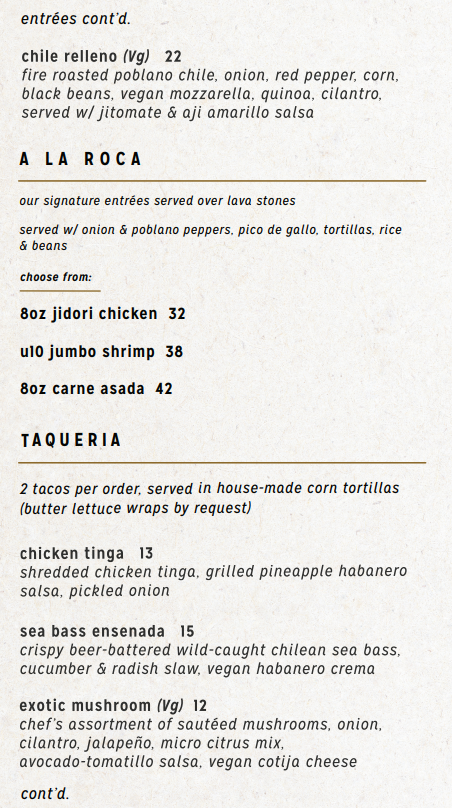 entrées cont'd.
chile relleno (Vg) 22
fire roasted poblano chile, onion, red pepper, corn,
black beans, vegan mozzarella, quinoa, cilantro,
served w/ jitomate & aji amarillo salsa
A LA ROCA
our signature entrées served over lava stones
served w/ onion & poblano peppers, pico de gallo, tortillas, rice
& beans
choose from:
8oz jidori chicken 32
u10 jumbo shrimp 38
8oz carne asada 42
TAQUERIA
2 tacos per order, served in house-made corn tortillas
(butter lettuce wraps by request)
chicken tinga 13
shredded chicken tinga, grilled pineapple habanero
salsa, pickled onion
sea bass ensenada 15
crispy beer-battered wild-caught chilean sea bass,
cucumber & radish slaw, vegan habanero crema
exotic mushroom (Vg) 12
chef's assortment of sautéed mushrooms, onion,
cilantro, jalapeño, micro citrus mix,
avocado-tomatillo salsa, vegan cotija cheese
cont'd.